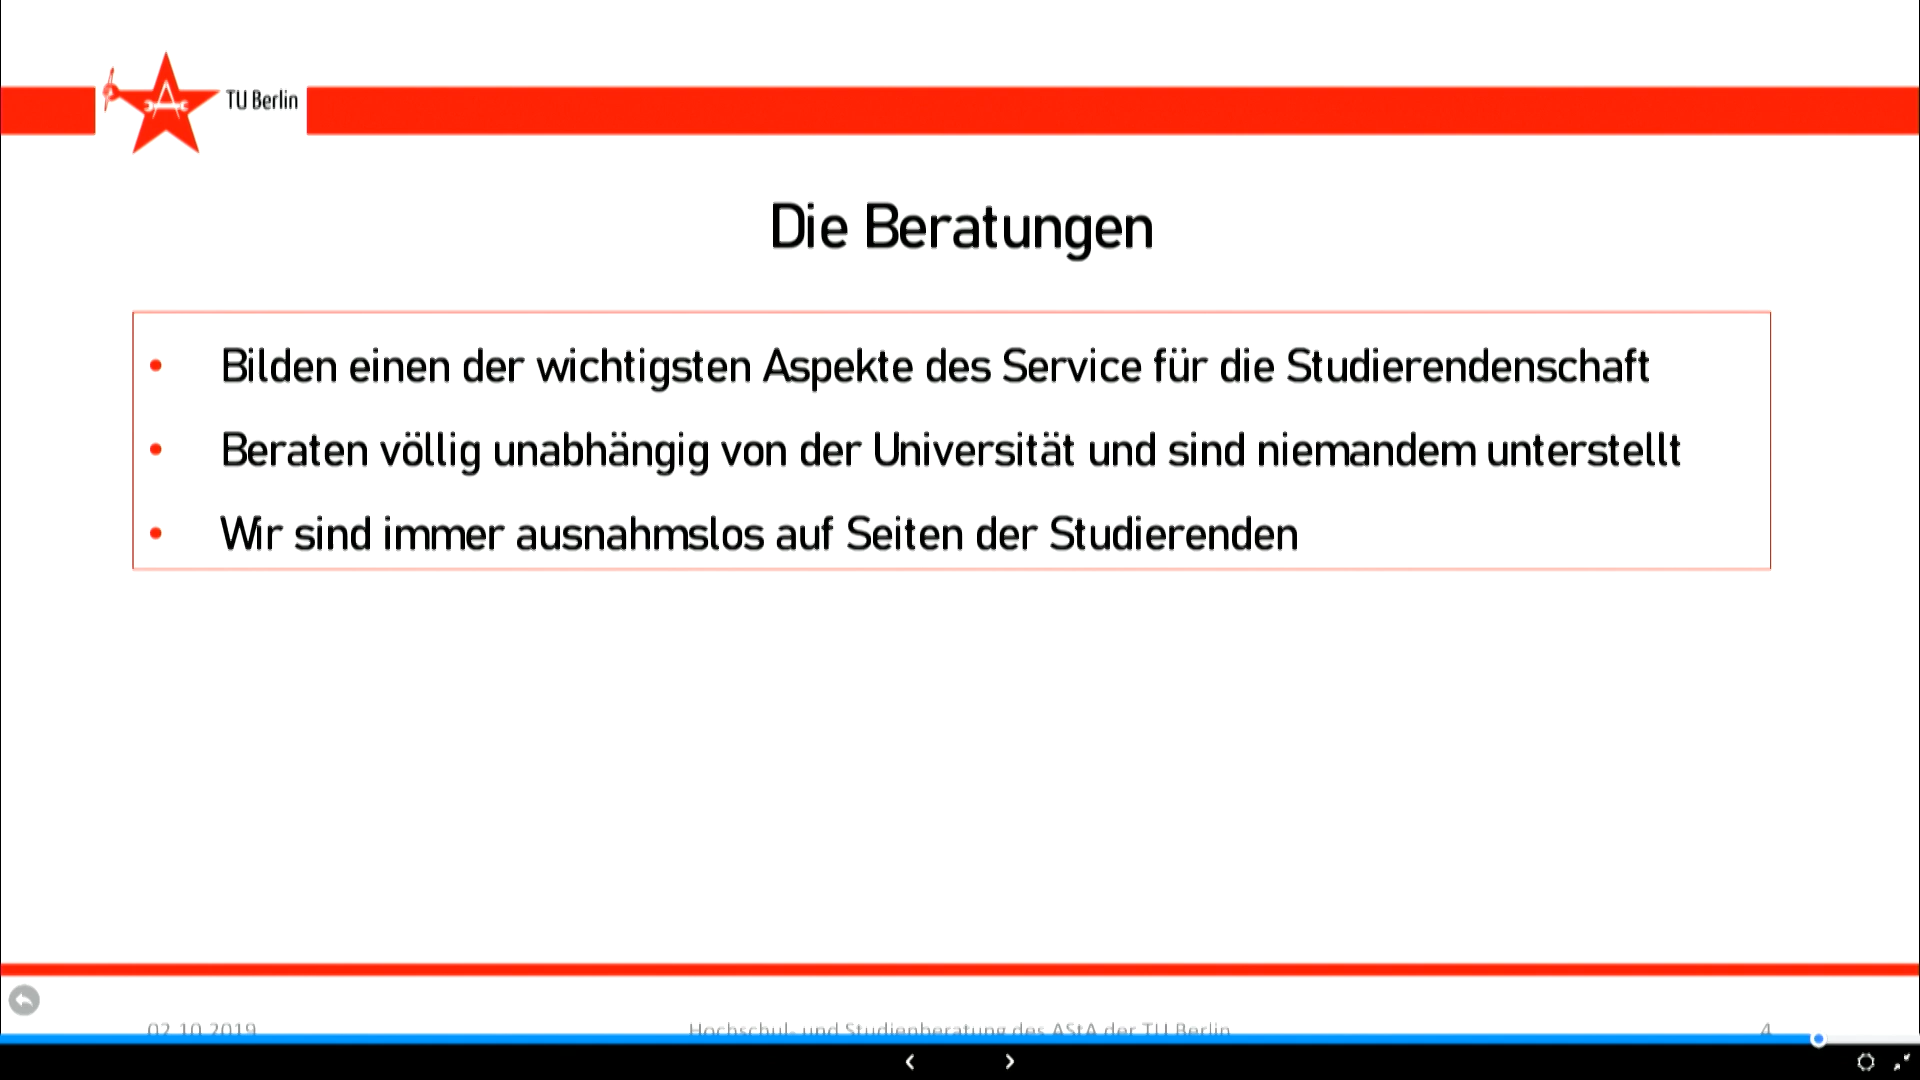 TU Berlin
Die Beratungen
• Bilden einen der wichtigsten Aspekte des Service für die Studierendenschaft
• Beraten völlig unabhängig von der Universität und sind niemandem unterstellt
• Wir sind immer ausnahmslos auf Seiten der Studierenden
02.10.2019 Hochschul- und Studienberatung des AStA der TU Berlin 4